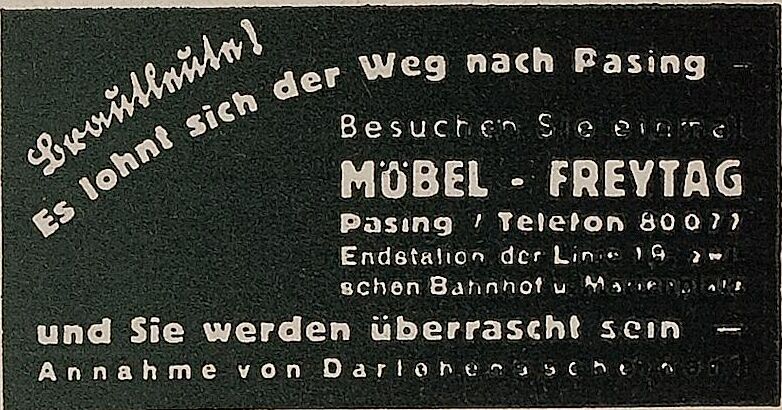 Brautleute!
Es lohnt sich der Weg nach Pasing –
Besuchen Sie einmal
MÖBEL - FREYTAG
Pasing / Telefon 80077
Endstation der Linie 19, zwi-
schen Bahnhof u. Marienplatz
und Sie werden überrascht sein —
Annahme von Darlehensscheinen!